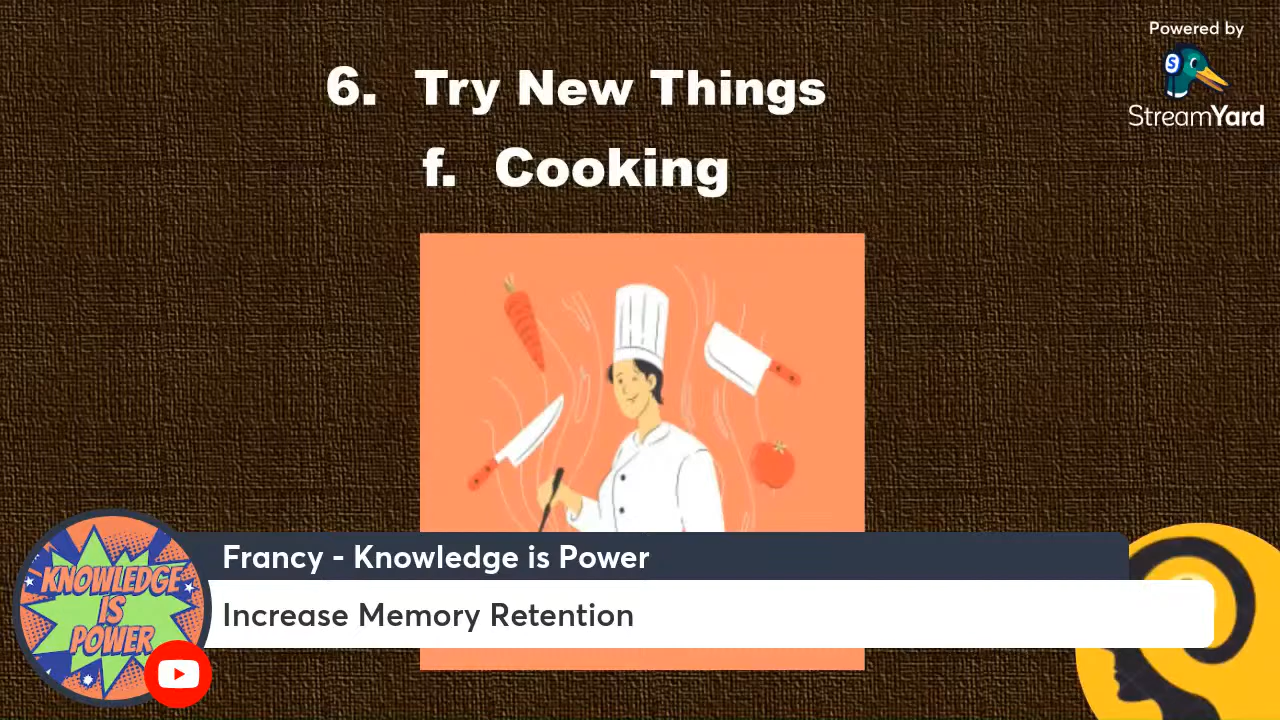 Powered by
S
StreamYard
6. Try New Things
f. Cooking
Francy - Knowledge is Power
Increase Memory Retention
KNOWLEDGE
IS
POWER